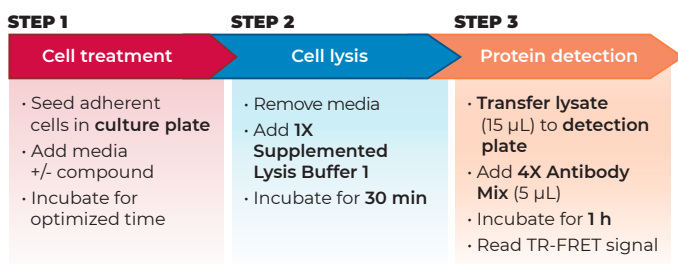 STEP 1
Cell treatment
· Seed adherent
cells in culture plate
· Add media
+/- compound
· Incubate for
optimized time
STEP 2
Cell lysis
· Remove media
· Add 1X
Supplemented
Lysis Buffer 1
· Incubate for 30 min
STEP 3
Protein detection
· Transfer lysate
(15 µL) to detection
plate
· Add 4X Antibody
Mix (5 µL)
· Incubate for 1 h
· Read TR-FRET signal